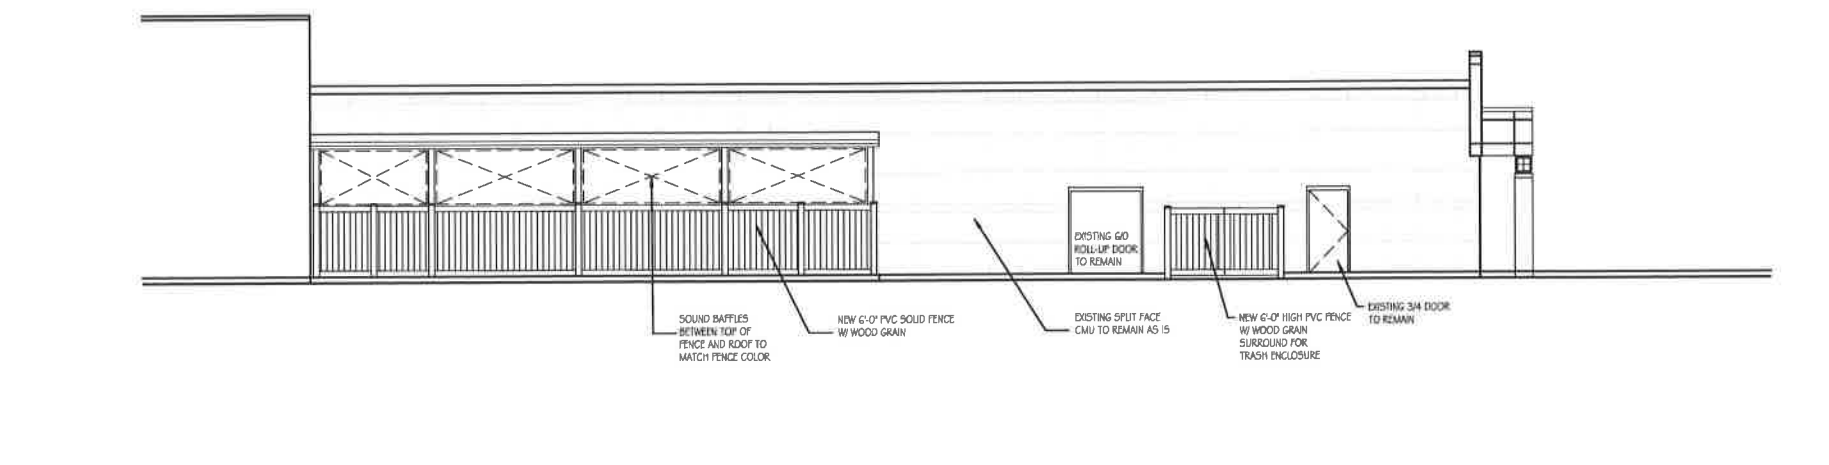 EXISTING 6/0
ROLL-UP DOOR
TO REMAIN
SOUND BAFFLES
BETWEEN TOP OF
FENCE AND ROOF TO
MATCH FENCE COLOR
NEW 6'-0" PVC SOLID FENCE
W/ WOOD GRAIN
EXISTING SPLIT FACE
CMU TO REMAIN AS IS
NEW 6'-0" HIGH PVC FENCE
W/ WOOD GRAIN
SURROUND FOR
TRASH ENCLOSURE
EXISTING 3/4 DOOR
TO REMAIN